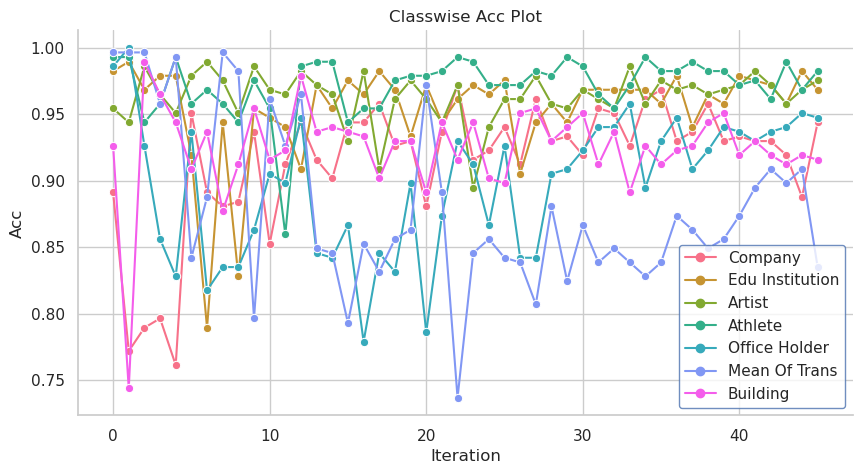 Classwise Acc Plot
1.00
0.95
0.90
0.85
0.80
0.75
Acc
0
10
20
30
40
Iteration
Company
Edu Institution
Artist
Athlete
Office Holder
Mean Of Trans
Building